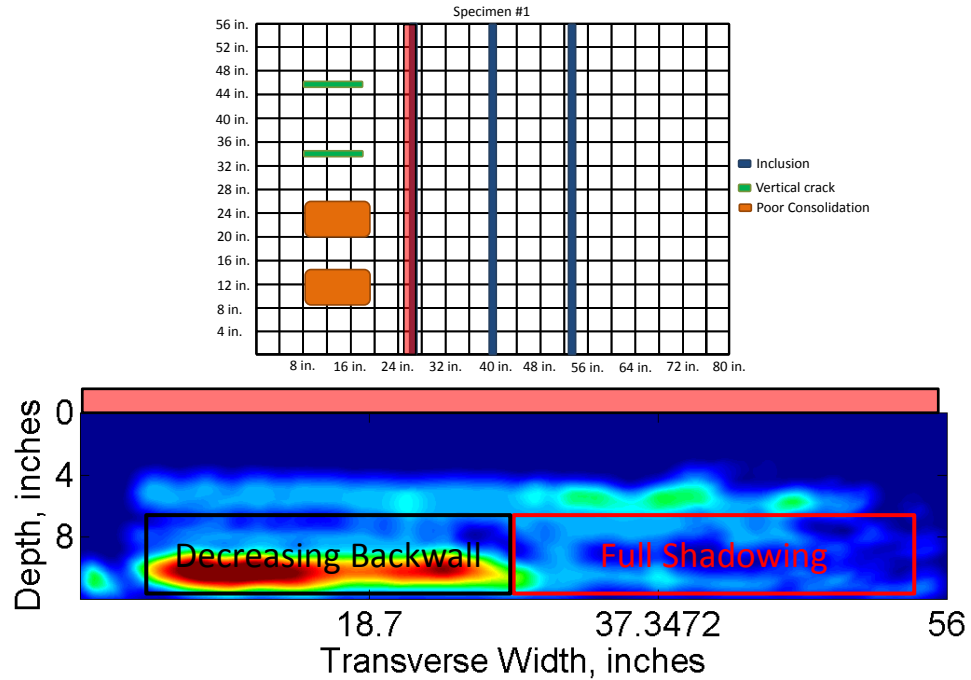 Specimen #1
56 in.
52 in.
48 in.
44 in.
40 in.
36 in.
32 in.
28 in.
24 in.
20 in.
16 in.
12 in.
8 in.
4 in.
8 in. 16 in. 24 in. 32 in. 40 in. 48 in. 56 in. 64 in. 72 in. 80 in.
Inclusion
Vertical crack
Poor Consolidation
Depth, inches
0
4
8
Decreasing Backwall Full Shadowing
18.7 37.3472 56
Transverse Width, inches